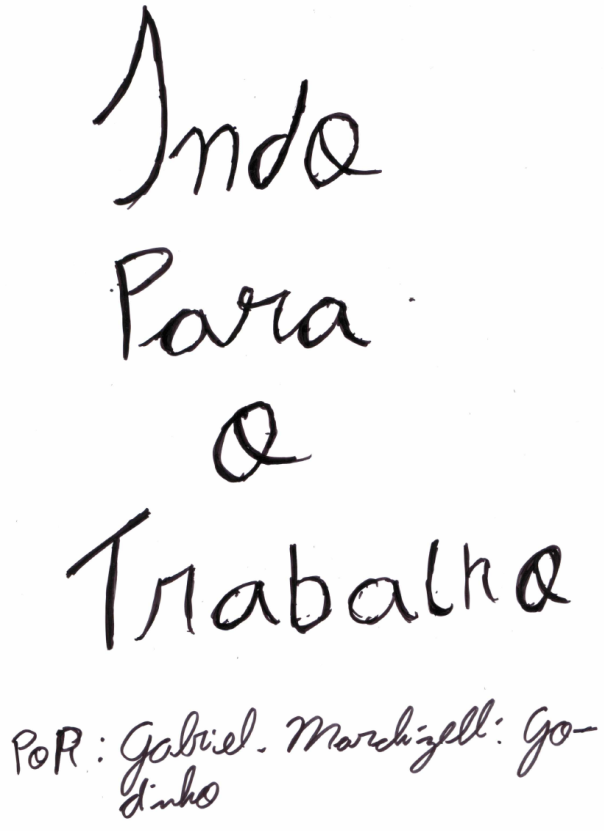 Indo
Para
o
Trabalho
PoR: Gabriel. Marchizelli Go-
dinho